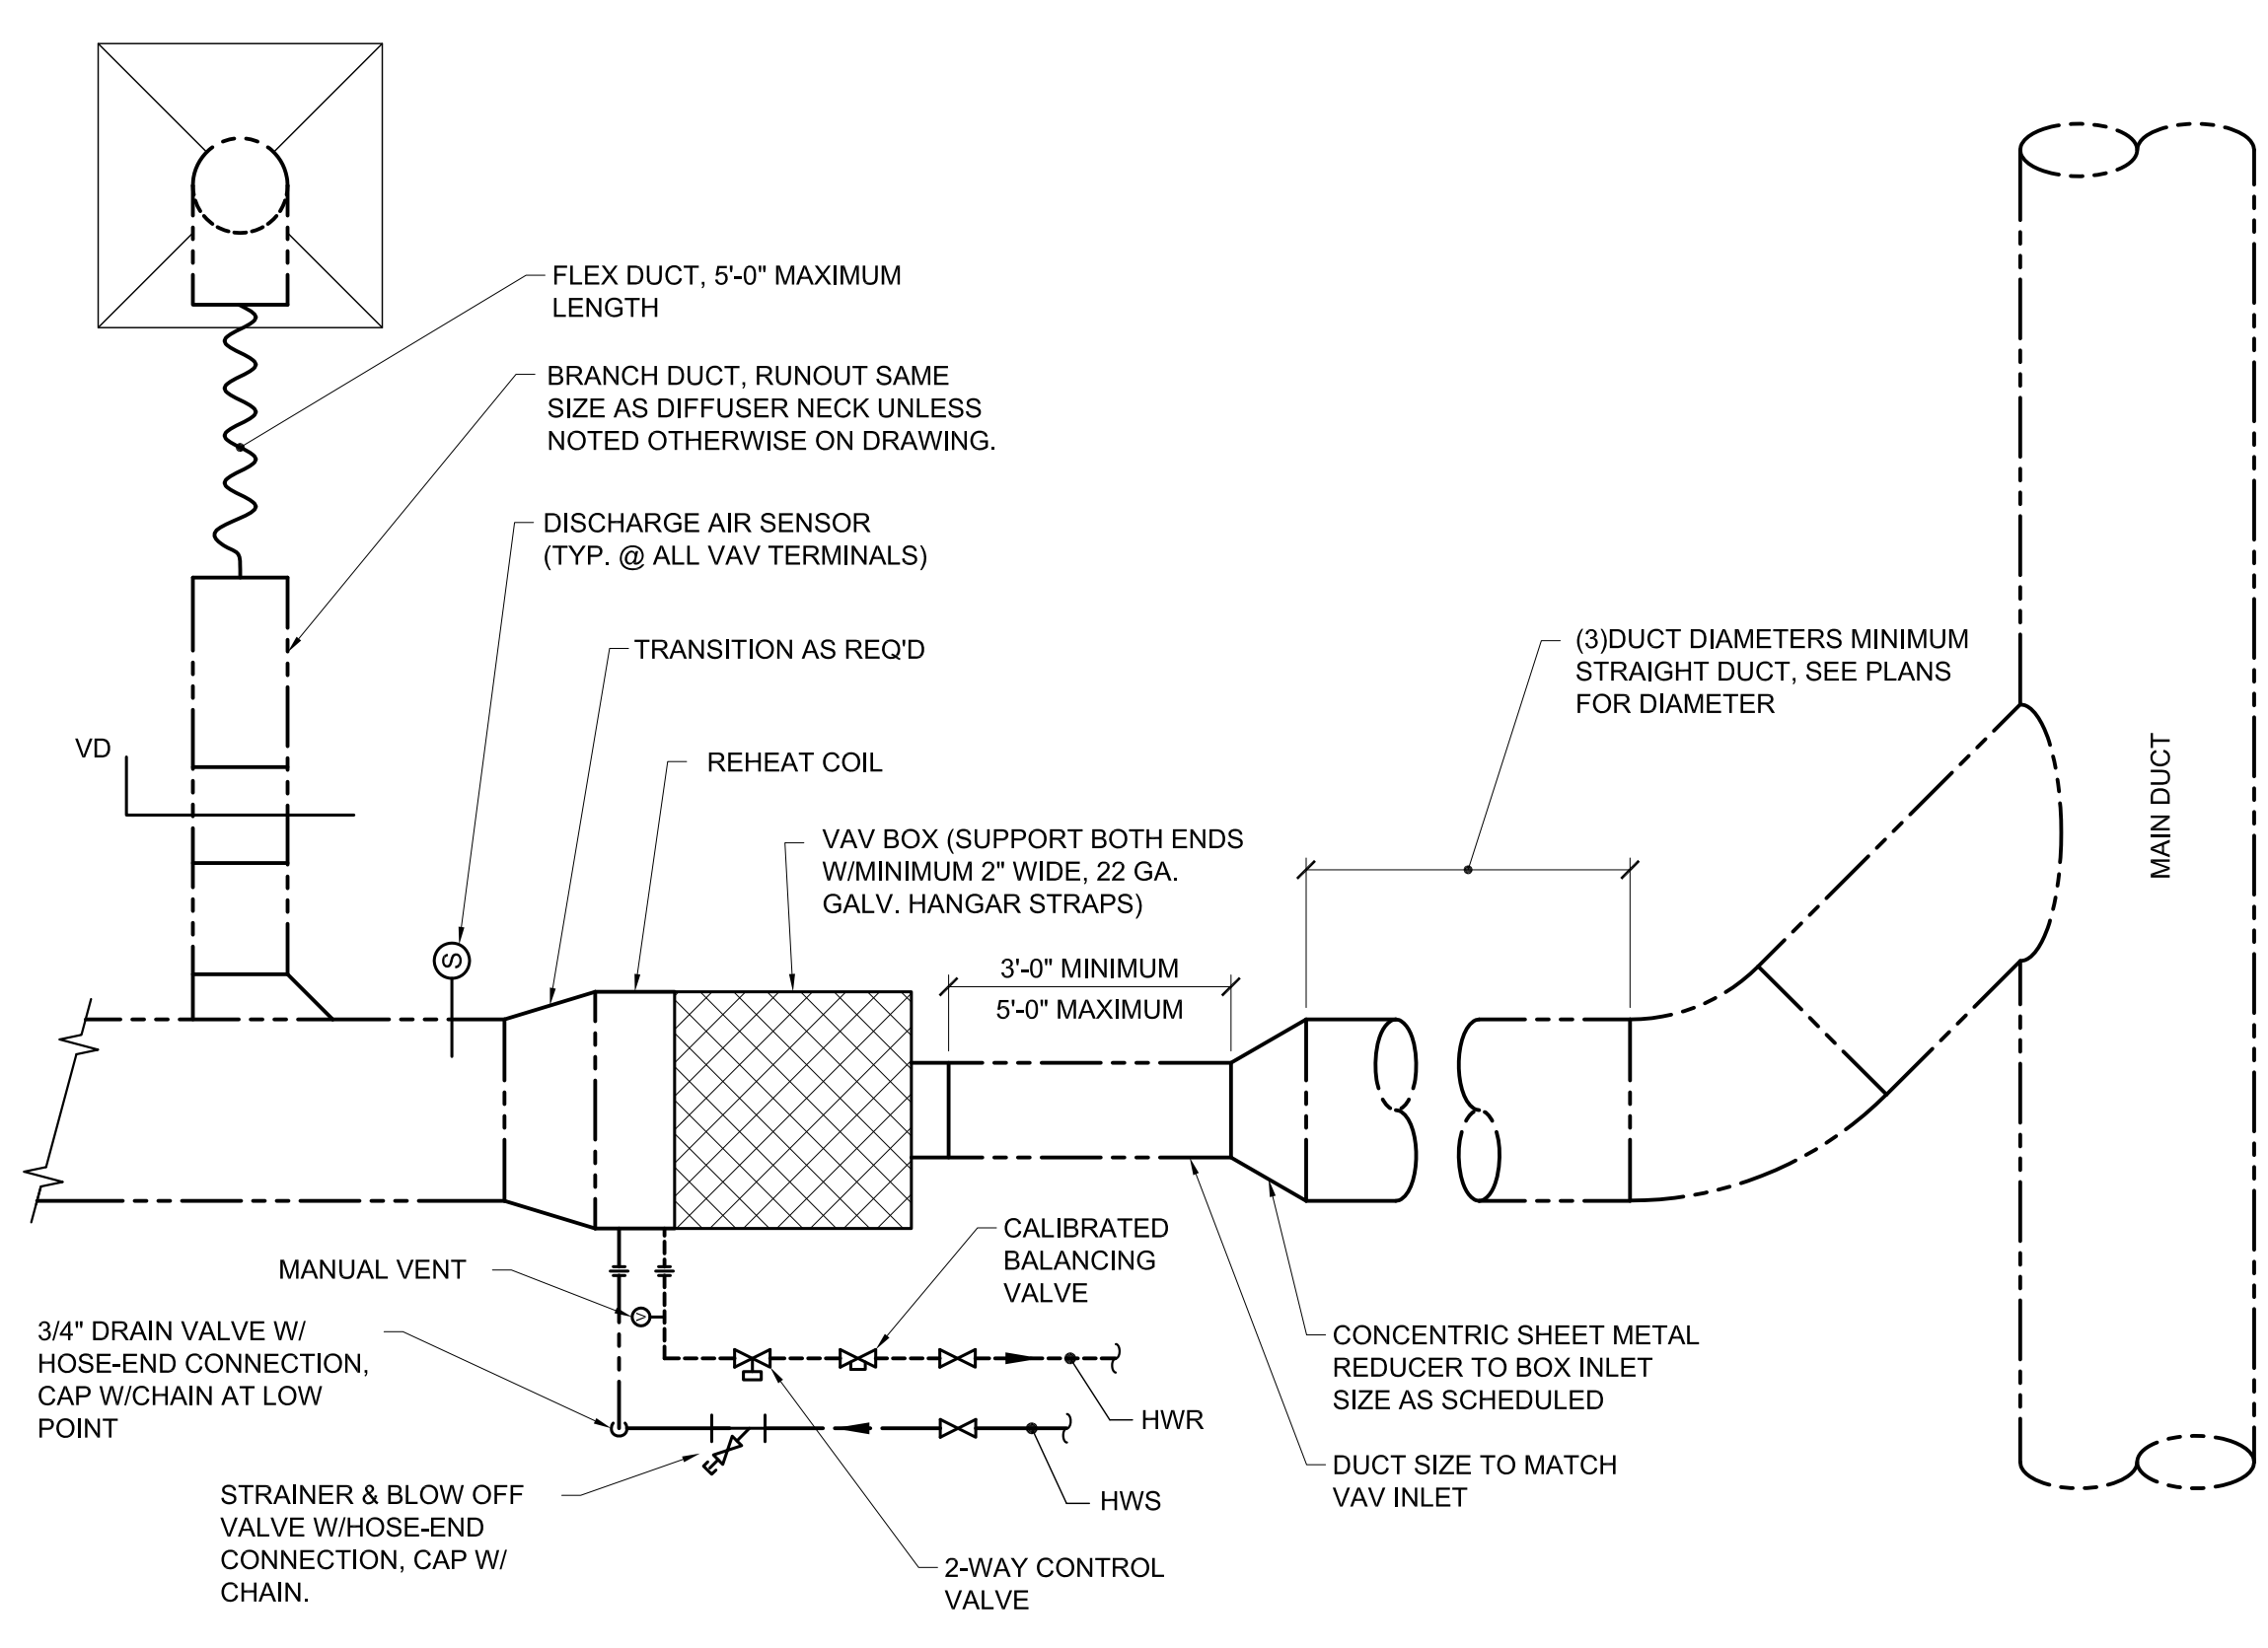 FLEX DUCT, 5'-0" MAXIMUM
LENGTH
BRANCH DUCT, RUNOUT SAME
SIZE AS DIFFUSER NECK UNLESS
NOTED OTHERWISE ON DRAWING.
DISCHARGE AIR SENSOR
(TYP. @ ALL VAV TERMINALS)
TRANSITION AS REQ'D
(3)DUCT DIAMETERS MINIMUM
STRAIGHT DUCT, SEE PLANS
FOR DIAMETER
VD
REHEAT COIL
MAIN DUCT
VAV BOX (SUPPORT BOTH ENDS
W/MINIMUM 2" WIDE, 22 GA.
GALV. HANGAR STRAPS)
S
3'-0" MINIMUM
5'-0" MAXIMUM
MANUAL VENT
V
CALIBRATED
BALANCING
VALVE
3/4" DRAIN VALVE W/
HOSE-END CONNECTION,
CAP W/CHAIN AT LOW
POINT
CONCENTRIC SHEET METAL
REDUCER TO BOX INLET
SIZE AS SCHEDULED
HWR
HWS
DUCT SIZE TO MATCH
VAV INLET
STRAINER & BLOW OFF
VALVE W/HOSE-END
CONNECTION, CAP W/
CHAIN.
2-WAY CONTROL
VALVE